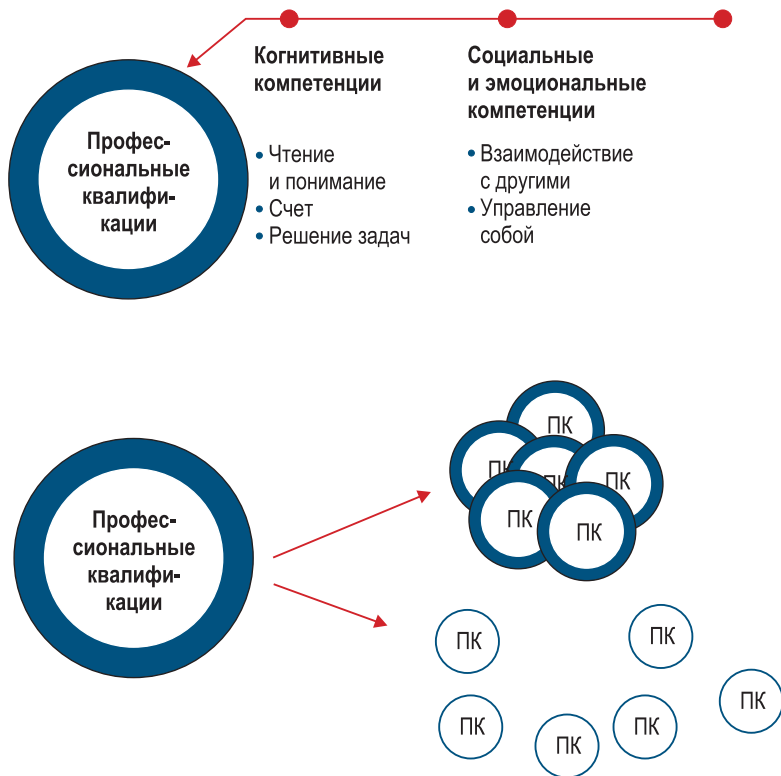 Когнитивные
компетенции
Социальные
и эмоциональные
компетенции
Профес-
сиональные
квалифи-
кации
• Чтение
и понимание
• Счет
• Решение задач
• Взаимодействие
с другими
• Управление
собой
Профес-
сиональные
квалифи-
кации
ПК
ПК
ПК
ПК
ПК
ПК
ПК
ПК
ПК
ПК
ПК
ПК